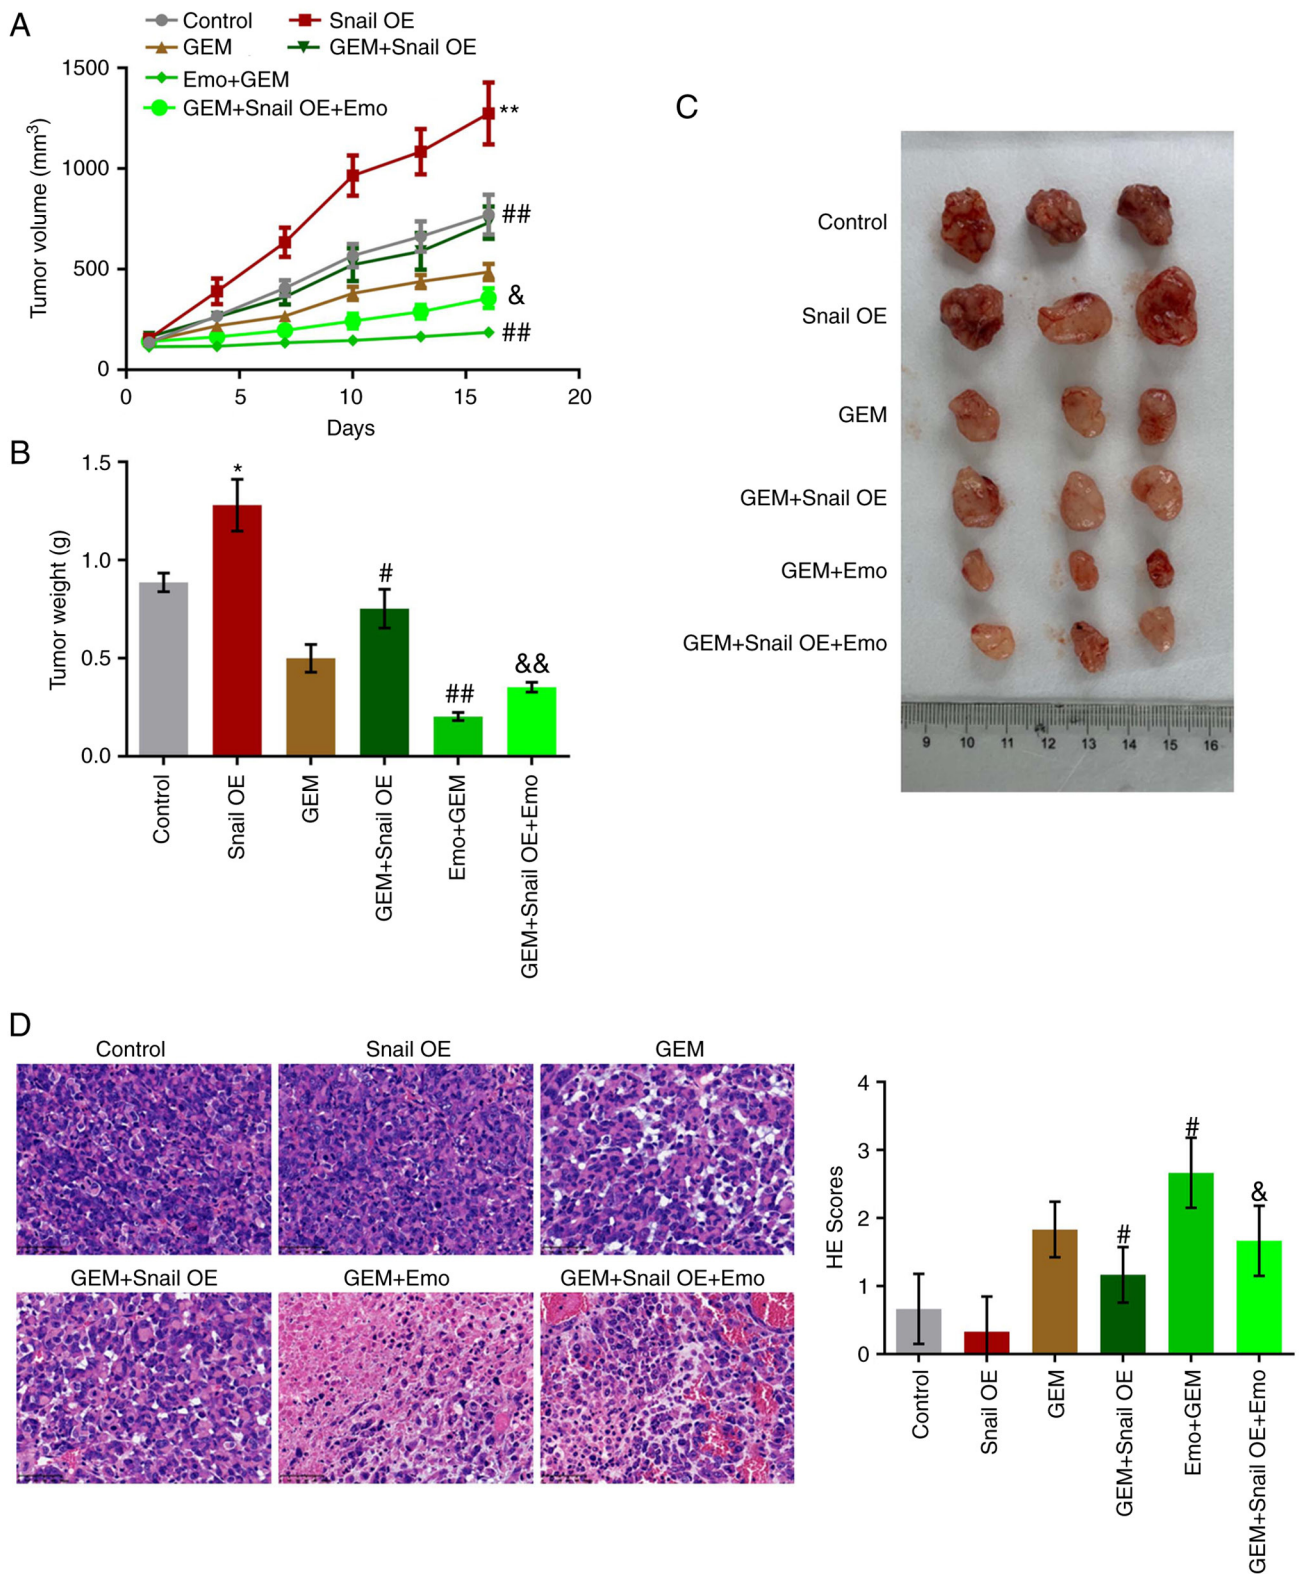 A
Control
Snail OE
GEM
GEM+Snail OE
Emo+GEM
GEM+Snail OE+Emo
Tumor volume (mm³)
1500
1000
500
0
**
##
&
##
0 5 10 15 20
Days
B
Tumor weight (g)
1.5
1.0
0.5
0.0
*
#
##
&&
Control
Snail OE
GEM
GEM+Snail OE
Emo+GEM
GEM+Snail OE+Emo
C
Control
Snail OE
GEM
GEM+Snail OE
GEM+Emo
GEM+Snail OE+Emo
9 10 11 12 13 14 15 16
D
Control Snail OE GEM
GEM+Snail OE GEM+Emo GEM+Snail OE+Emo
HE Scores
4
3
2
1
0
#
#
&
Control
Snail OE
GEM
GEM+Snail OE
Emo+GEM
GEM+Snail OE+Emo